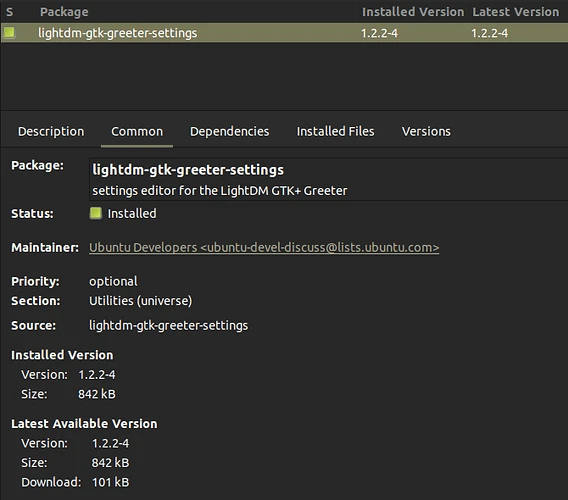 S Package Installed Version Latest Version
lightdm-gtk-greeter-settings 1.2.2-4 1.2.2-4
Description Common Dependencies Installed Files Versions
Package: lightdm-gtk-greeter-settings
settings editor for the LightDM GTK+ Greeter
Status: Installed
Maintainer: Ubuntu Developers <ubuntu-devel-discuss@lists.ubuntu.com>
Priority: optional
Section: Utilities (universe)
Source: lightdm-gtk-greeter-settings
Installed Version
Version: 1.2.2-4
Size: 842 kB
Latest Available Version
Version: 1.2.2-4
Size: 842 kB
Download: 101 kB